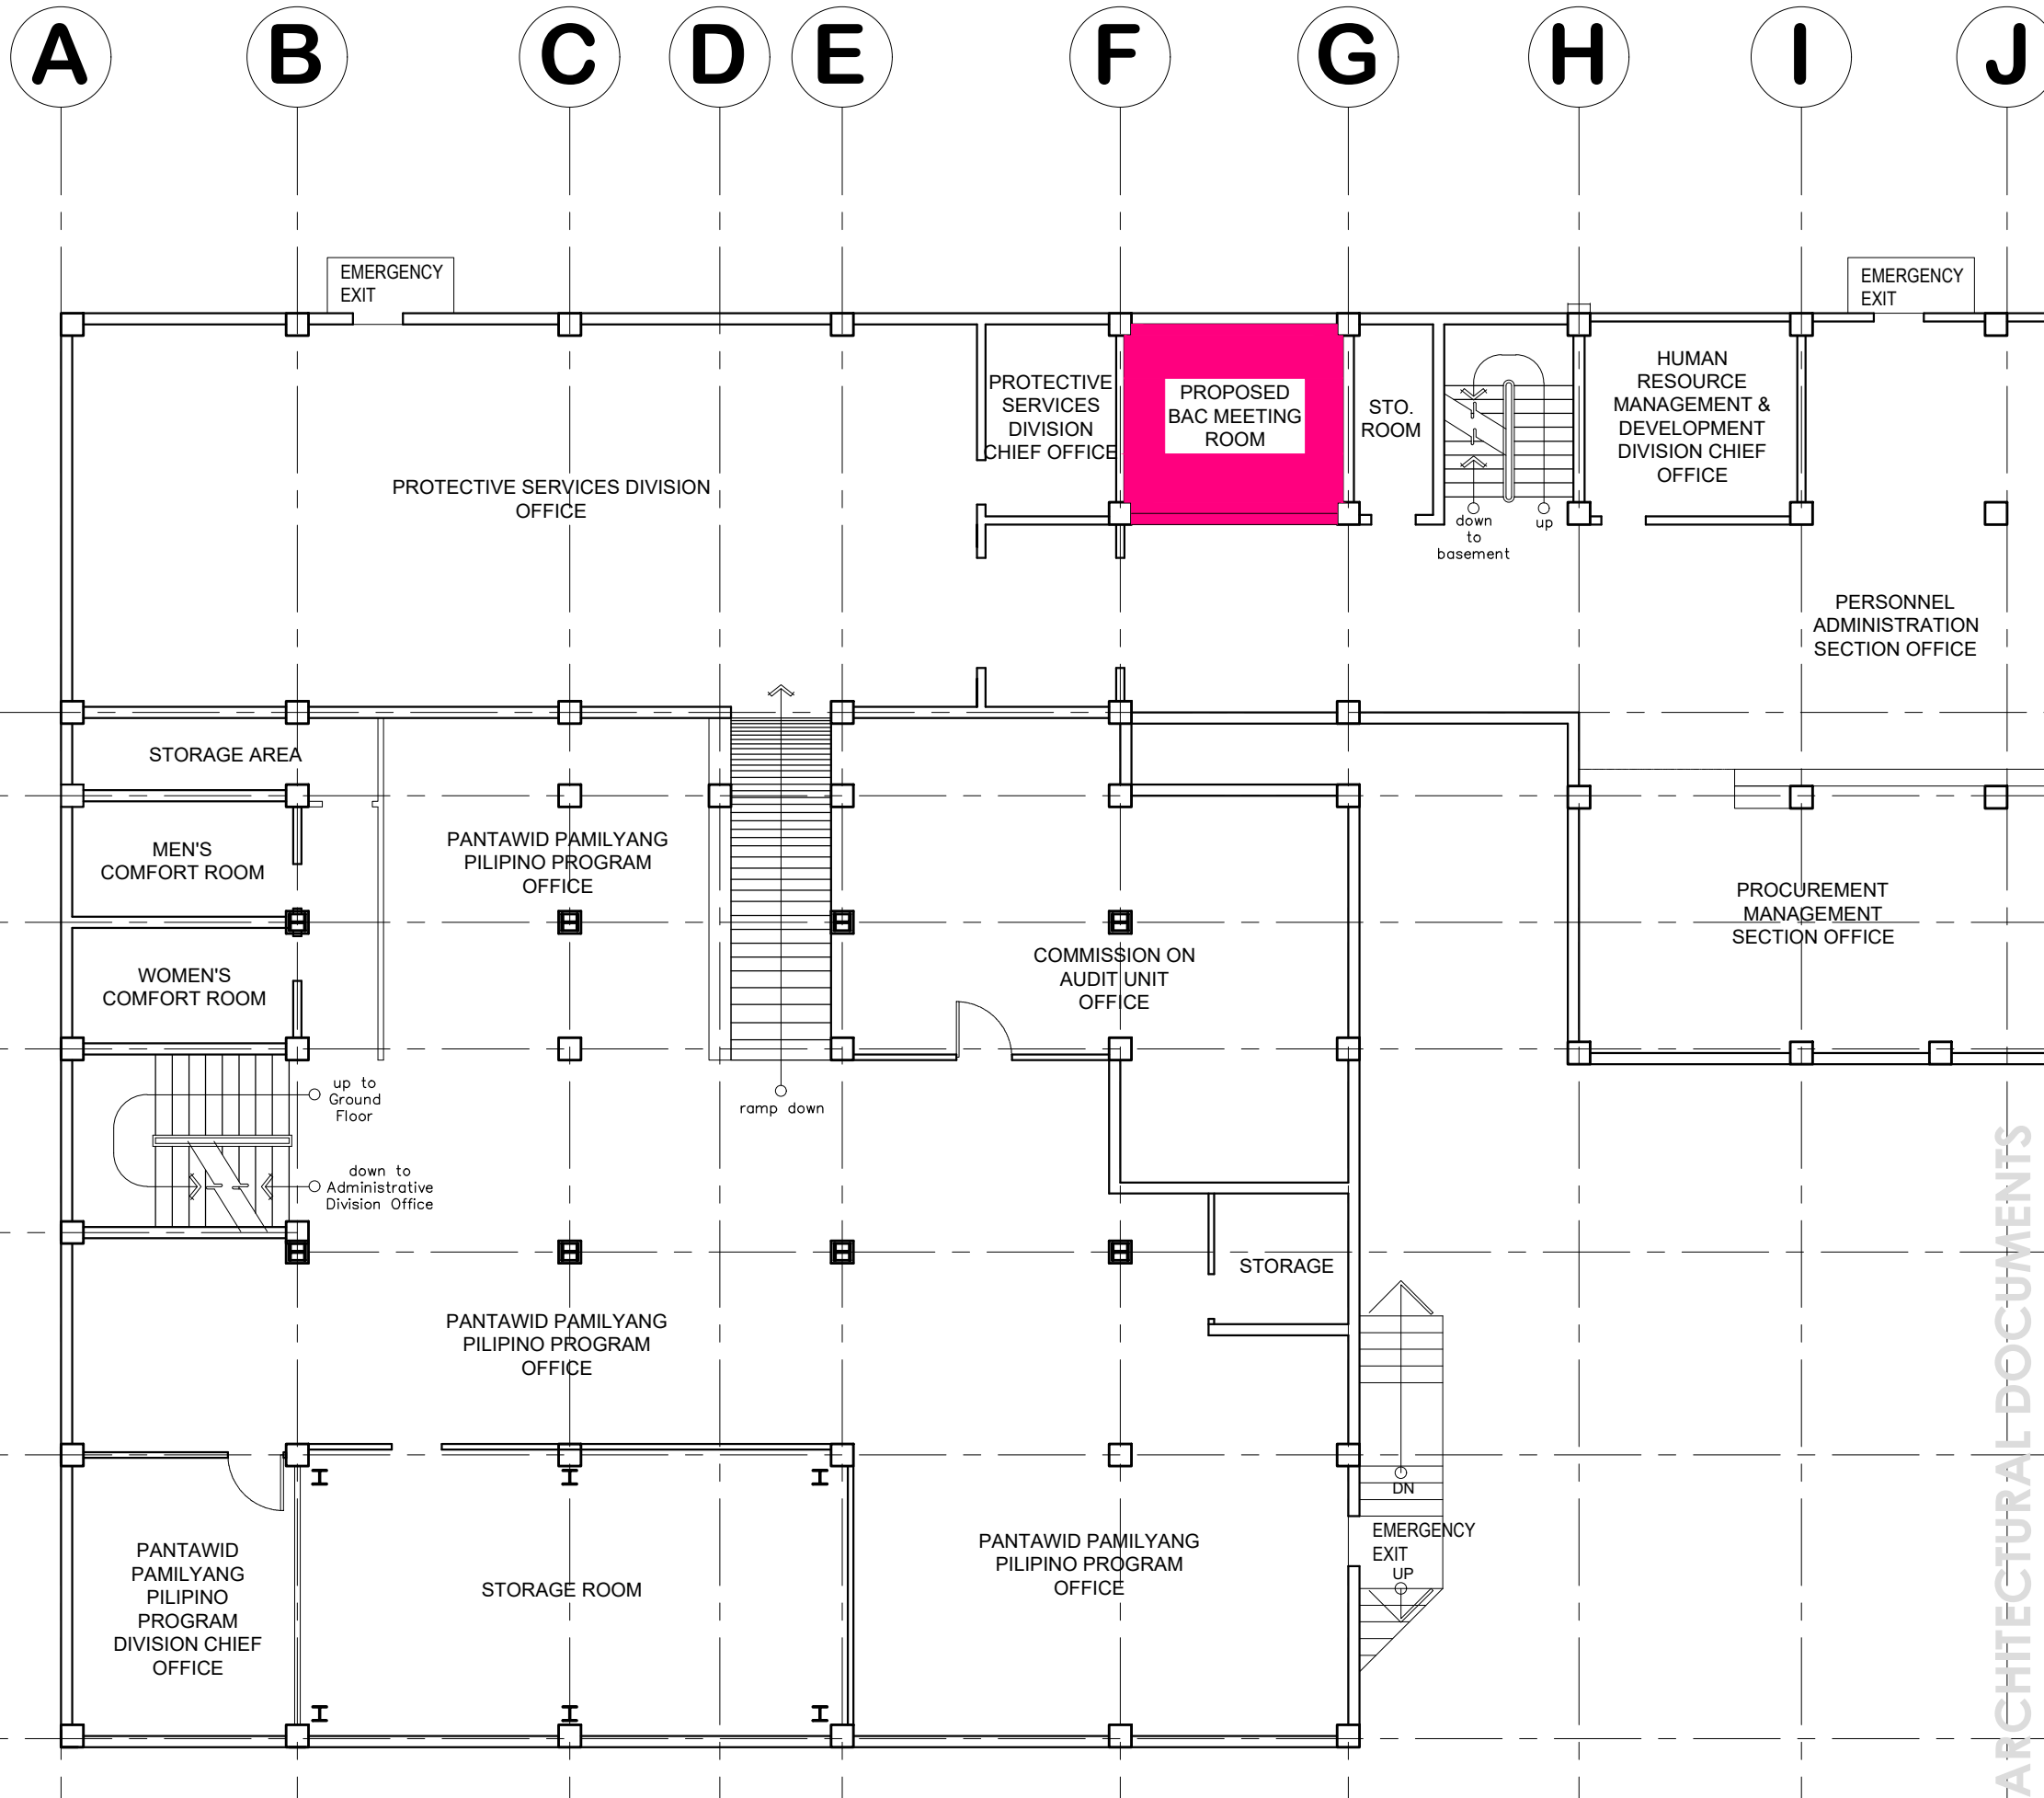 A
B
C
D
E
F
G
H
I
J
EMERGENCY
EXIT
EMERGENCY
EXIT
PROTECTIVE SERVICES DIVISION
OFFICE
PROTECTIVE
SERVICES
DIVISION
CHIEF OFFICE
PROPOSED
BAC MEETING
ROOM
STO.
ROOM
down
to
basement
up
HUMAN
RESOURCE
MANAGEMENT &
DEVELOPMENT
DIVISION CHIEF
OFFICE
PERSONNEL
ADMINISTRATION
SECTION OFFICE
STORAGE AREA
MEN'S
COMFORT ROOM
WOMEN'S
COMFORT ROOM
PANTAWID PAMILYANG
PILIPINO PROGRAM
OFFICE
COMMISSION ON
AUDIT UNIT
OFFICE
PROCUREMENT
MANAGEMENT
SECTION OFFICE
up to
Ground
Floor
down to
Administrative
Division Office
ramp down
STORAGE
PANTAWID PAMILYANG
PILIPINO PROGRAM
OFFICE
PANTAWID
PAMILYANG
PILIPINO
PROGRAM
DIVISION CHIEF
OFFICE
STORAGE ROOM
PANTAWID PAMILYANG
PILIPINO PROGRAM
OFFICE
DN
EMERGENCY
EXIT
UP
ARCHITECTURAL DOCUMENTS